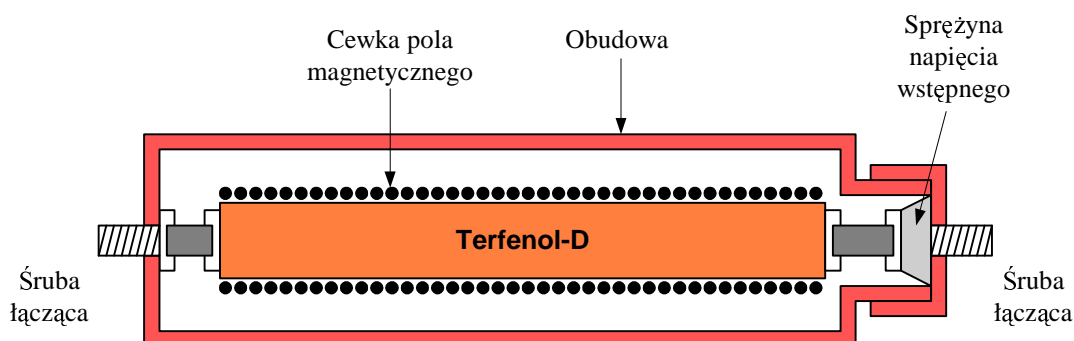 Cewka pola
magnetycznego
Obudowa
Sprężyna
napięcia
wstępnego
Terfenol-D
Śruba
łącząca
Śruba
łącząca